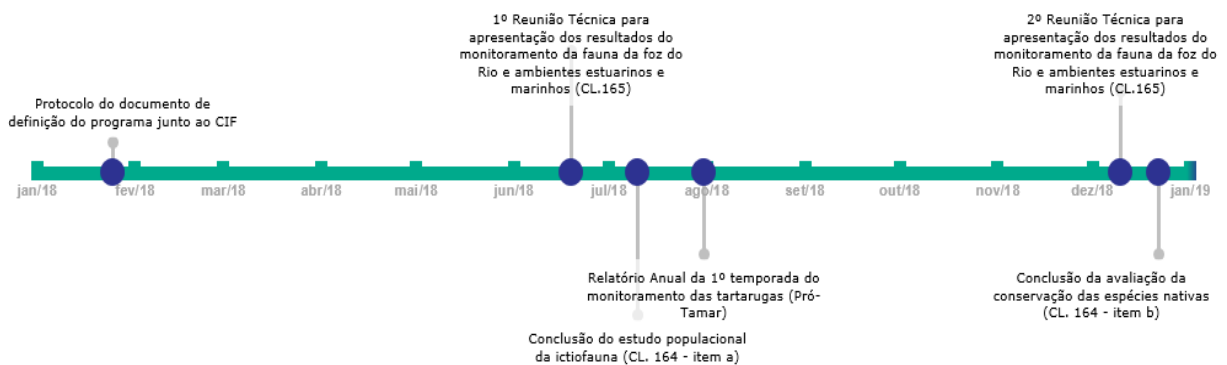 1º Reunião Técnica para
apresentação dos resultados do
monitoramento da fauna da foz do
Rio e ambientes estuarinos e
marinhos (CL.165)
2º Reunião Técnica para
apresentação dos resultados do
monitoramento da fauna da foz do
Rio e ambientes estuarinos e
marinhos (CL.165)
Protocolo do documento de
definição do programa junto ao CIF
jan/18 fev/18 mar/18 abr/18 mai/18 jun/18 jul/18 ago/18 set/18 out/18 nov/18 dez/18 jan/19
Relatório Anual da 1º temporada do
monitoramento das tartarugas (Pró-
Tamar)
Conclusão da avaliação da
conservação das espécies nativas
(CL. 164 - item b)
Conclusão do estudo populacional
da ictiofauna (CL. 164 - item a)